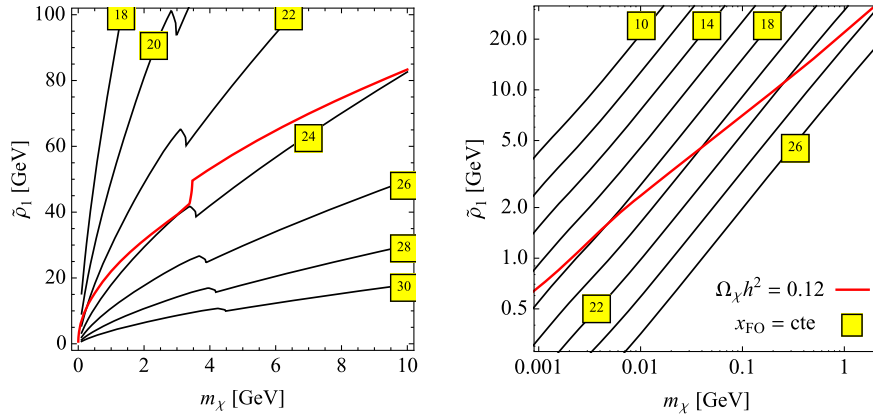 18
20
22
24
26
28
30
100
80
60
40
20
0
ρ̃₁ [GeV]
0 2 4 6 8 10
mᵪ [GeV]
10 14 18
26
22
20.0
10.0
5.0
2.0
1.0
0.5
ρ̃₁ [GeV]
Ωᵪh² = 0.12
x_FO = cte
0.001 0.01 0.1 1
mᵪ [GeV]